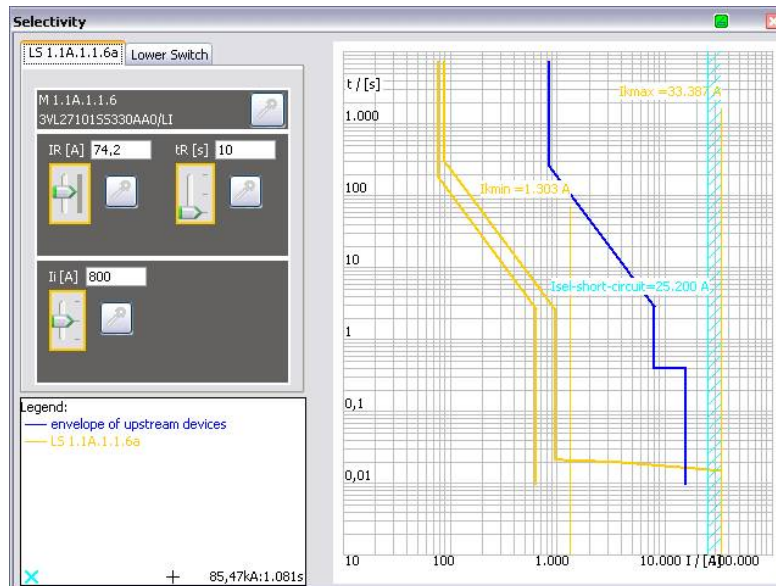 Selectivity
LS 1.1A.1.1.6a Lower Switch
M 1.1A.1.1.6
3VL27101SS330AA0/LI
IR [A] 74,2 tR [s] 10
Ii [A] 800
Legend:
envelope of upstream devices
LS 1.1A.1.1.6a
85,47kA:1.081s
t / [s]
Ikmax =33.387 A
1.000
100
Ikmin =1.303 A
10
Isel-short-circuit=25.200 A
1
0,1
0,01
10 100 1.000 10.000 I / [A] 100.000